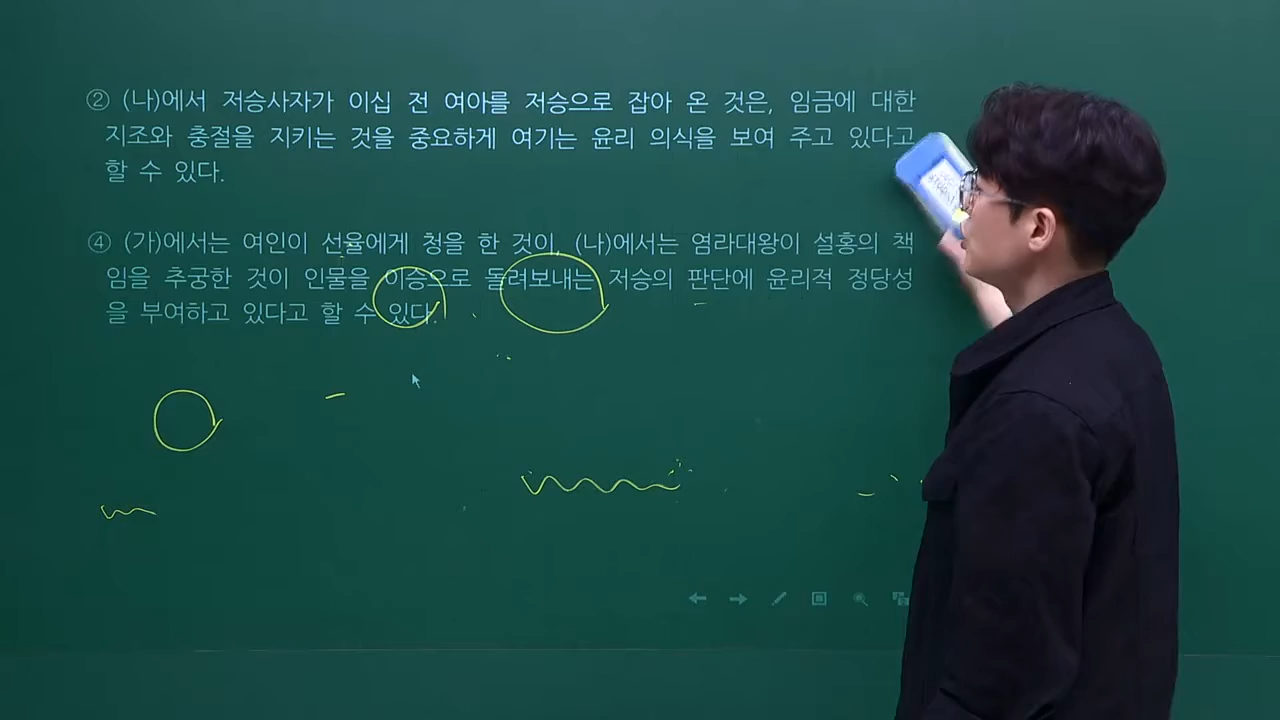 ② (나)에서 저승사자가 이십 전 여아를 저승으로 잡아 온 것은, 임금에 대한
지조와 충절을 지키는 것을 중요하게 여기는 윤리 의식을 보여 주고 있다고
할 수 있다.
④ (가)에서는 여인이 선율에게 청을 한 것이, (나)에서는 염라대왕이 설홍의 책
임을 추궁한 것이 인물을 이승으로 돌려보내는 저승의 판단에 윤리적 정당성
을 부여하고 있다고 할 수 있다.